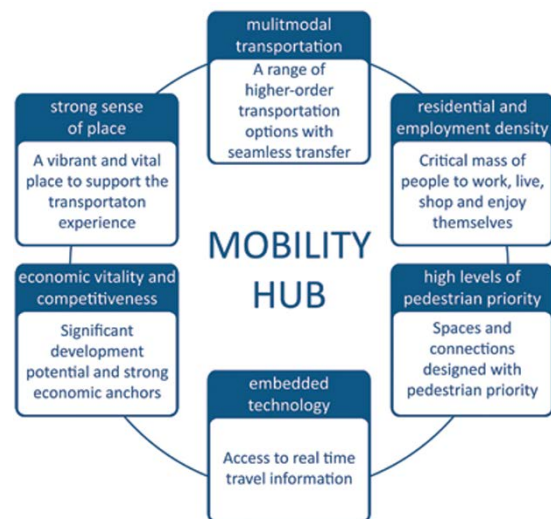 mulitmodal
transportation
A range of
higher-order
transportation
options with
seamless transfer
residential and
employment density
Critical mass of
people to work, live,
shop and enjoy
themselves
high levels of
pedestrian priority
Spaces and
connections
designed with
pedestrian priority
embedded
technology
Access to real time
travel information
economic vitality and
competitiveness
Significant
development
potential and strong
economic anchors
strong sense
of place
A vibrant and vital
place to support the
transportaton
experience
MOBILITY
HUB